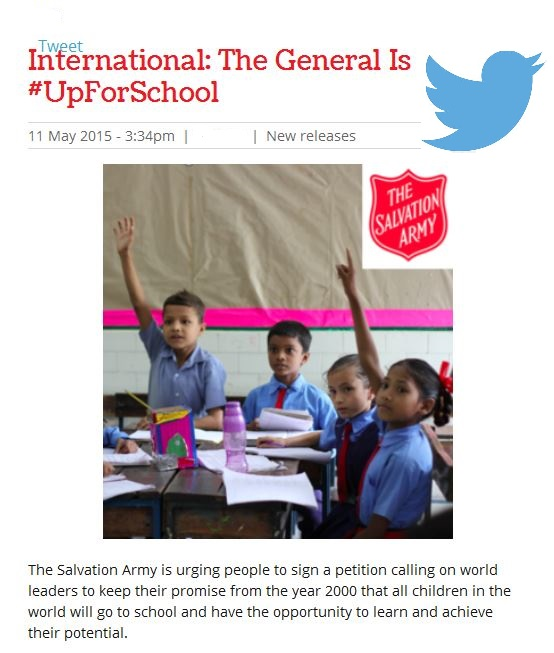 Tweet
International: The General Is
#UpForSchool
11 May 2015 - 3:34pm | | New releases
THE
SALVATION
ARMY
The Salvation Army is urging people to sign a petition calling on world
leaders to keep their promise from the year 2000 that all children in the
world will go to school and have the opportunity to learn and achieve
their potential.